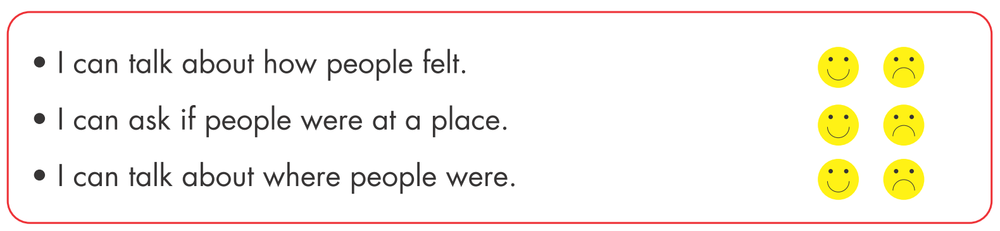 • I can talk about how people felt.
• I can ask if people were at a place.
• I can talk about where people were.